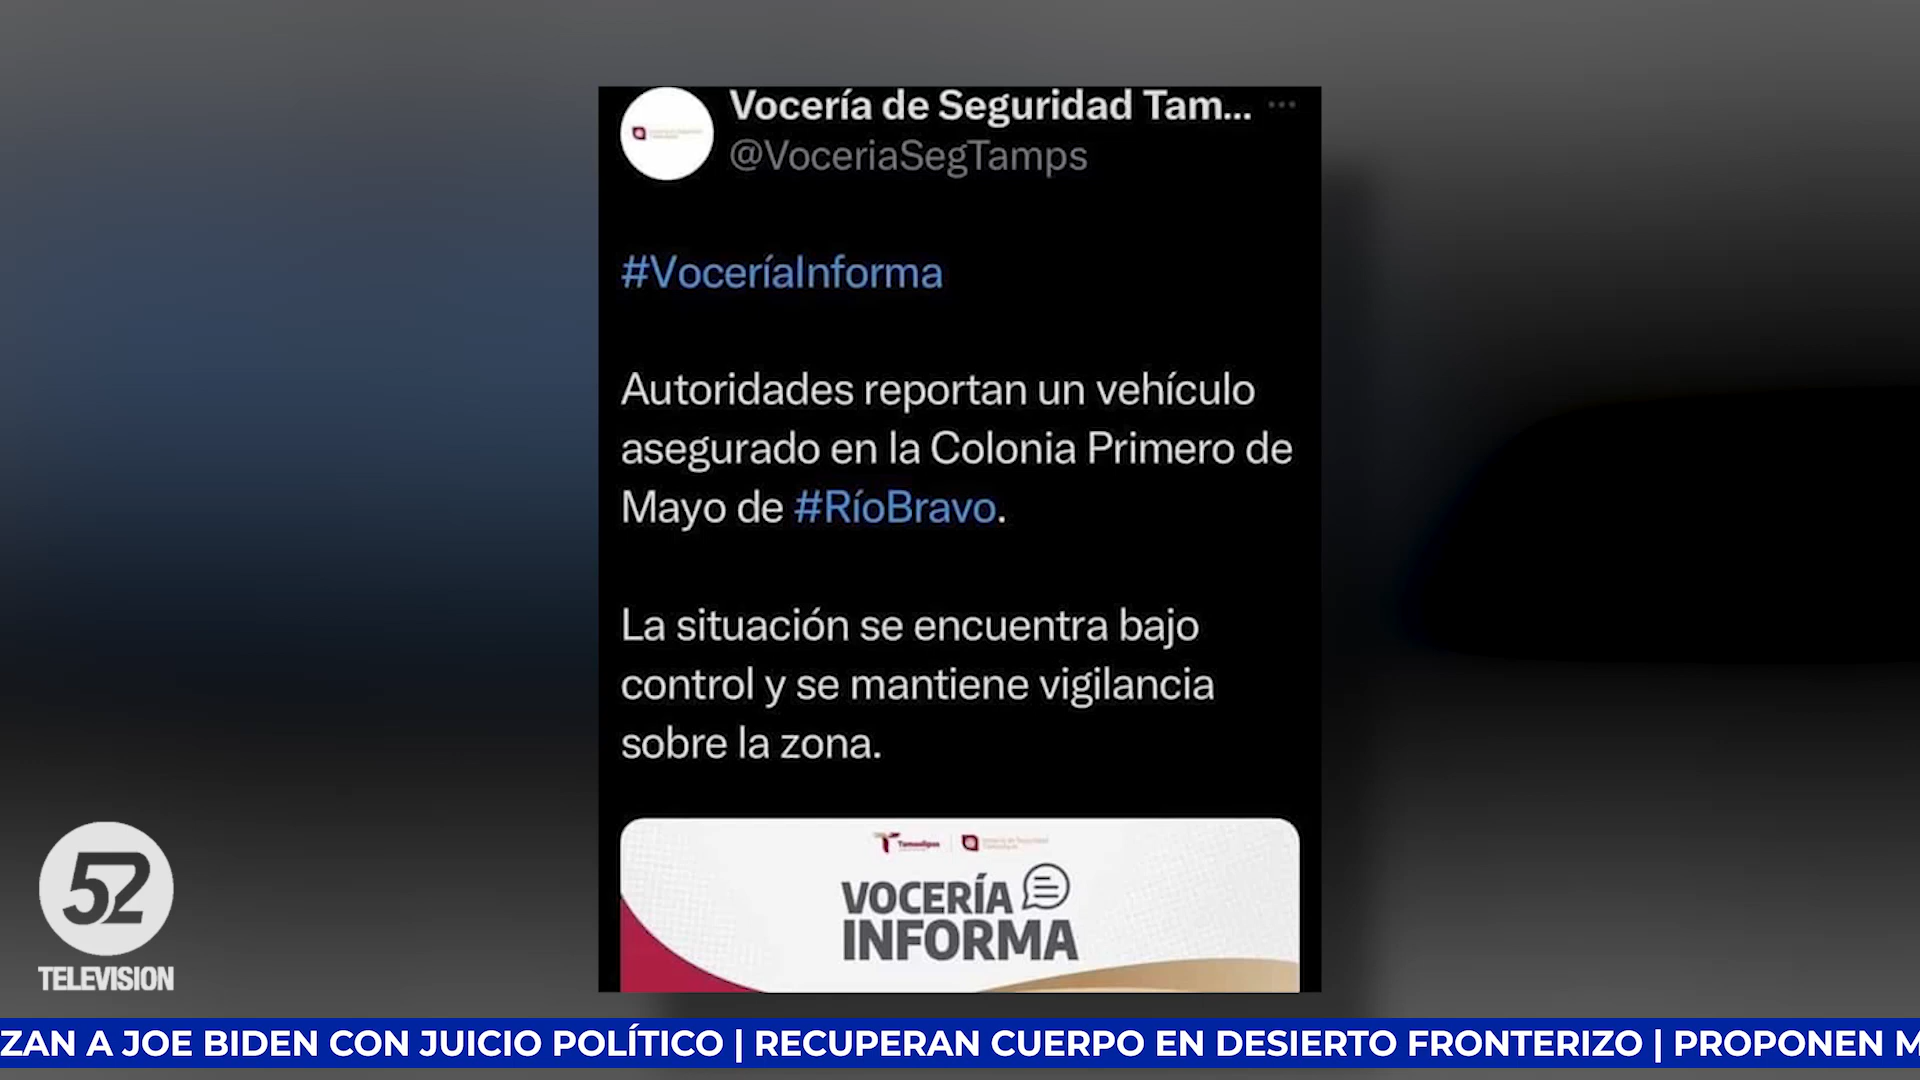 Vocería de Seguridad Tam...
@VoceriaSegTamps
#VoceríaInforma
Autoridades reportan un vehículo
asegurado en la Colonia Primero de
Mayo de #RíoBravo.
La situación se encuentra bajo
control y se mantiene vigilancia
sobre la zona.
Tamaulipas
VOCERÍA
INFORMA
52
TELEVISION
ZAN A JOE BIDEN CON JUICIO POLÍTICO | RECUPERAN CUERPO EN DESIERTO FRONTERIZO | PROPONEN M